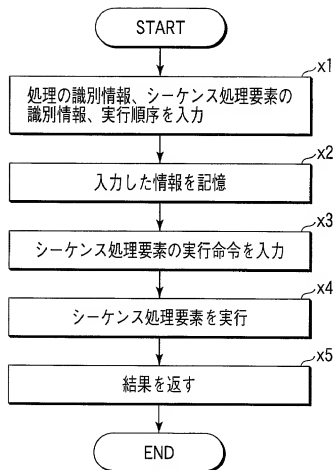 START
x1
処理の識別情報、シーケンス処理要素の
識別情報、実行順序を入力
x2
入力した情報を記憶
x3
シーケンス処理要素の実行命令を入力
x4
シーケンス処理要素を実行
x5
結果を返す
END